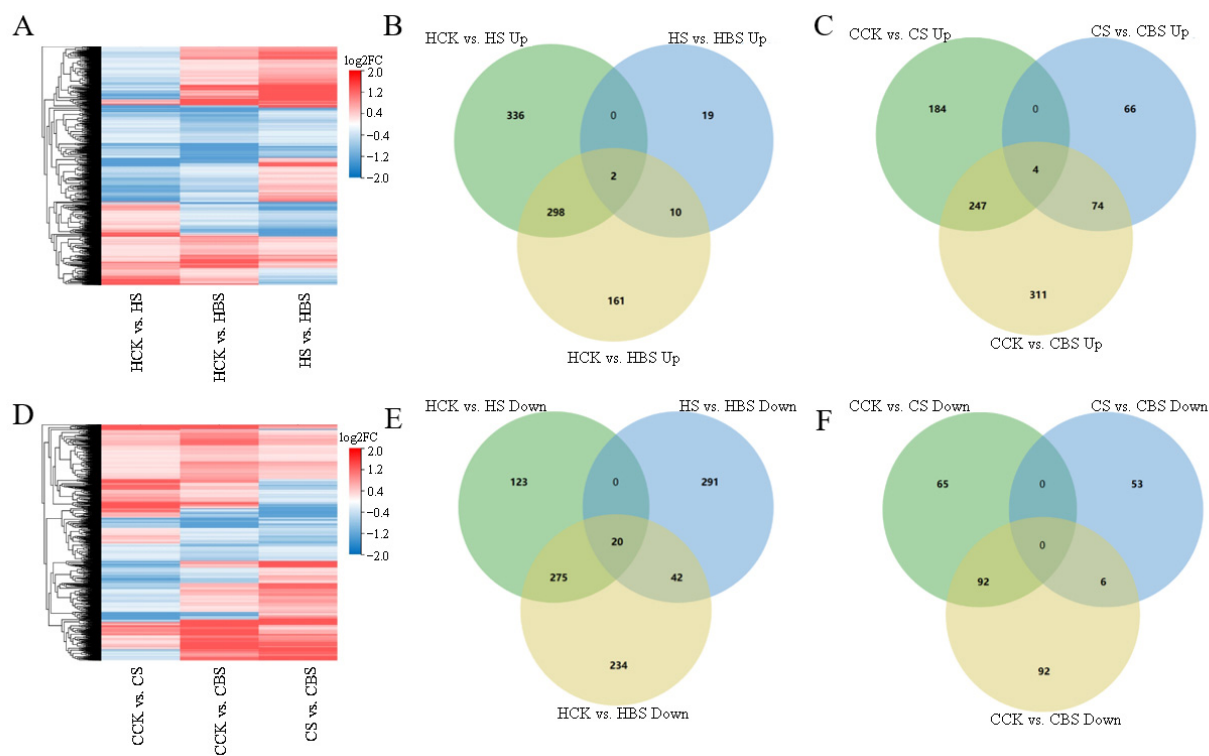 A
log2FC
2.0
1.2
0.4
−0.4
−1.2
−2.0
HCK vs. HS
HCK vs. HBS
HS vs. HBS
B
HCK vs. HS Up
HS vs. HBS Up
336
0
19
2
298
10
161
HCK vs. HBS Up
C
CCK vs. CS Up
CS vs. CBS Up
184
0
66
4
247
74
311
CCK vs. CBS Up
D
log2FC
2.0
1.2
0.4
−0.4
−1.2
−2.0
CCK vs. CS
CCK vs. CBS
CS vs. CBS
E
HCK vs. HS Down
HS vs. HBS Down
123
0
291
20
275
42
234
HCK vs. HBS Down
F
CCK vs. CS Down
CS vs. CBS Down
65
0
53
0
92
6
92
CCK vs. CBS Down